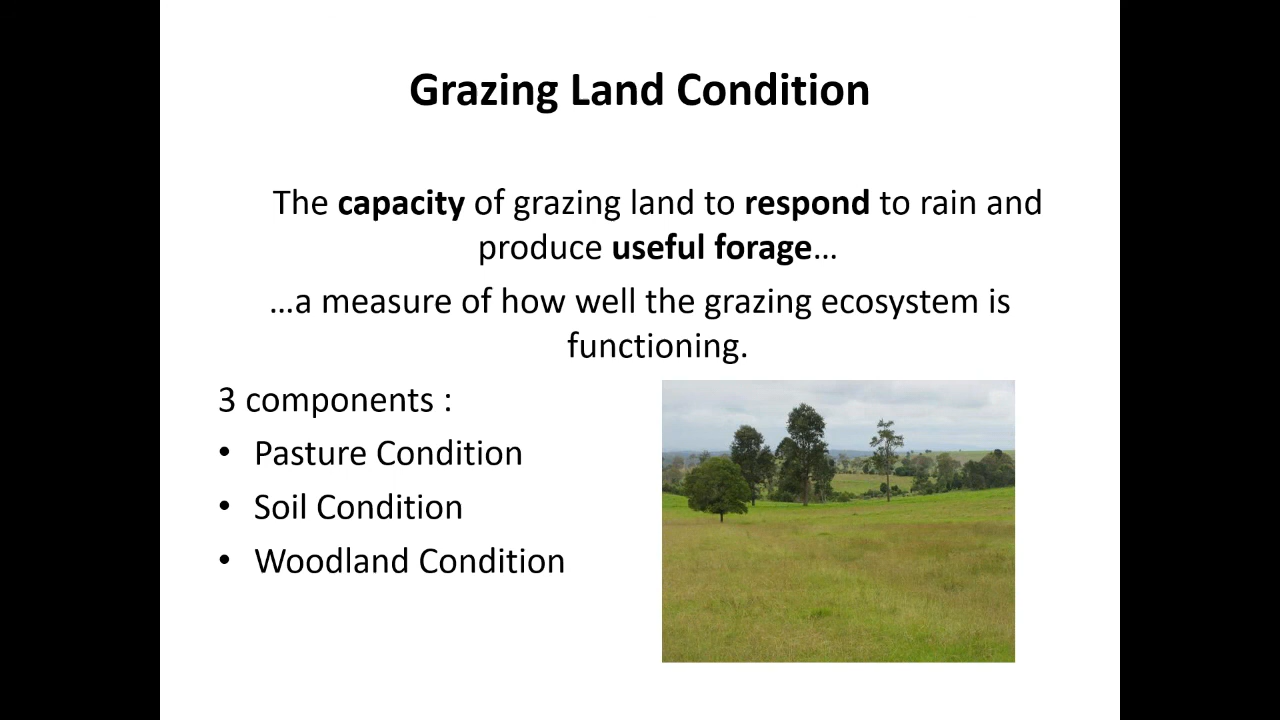 Grazing Land Condition
The capacity of grazing land to respond to rain and
produce useful forage…
…a measure of how well the grazing ecosystem is
functioning.
3 components :
• Pasture Condition
• Soil Condition
• Woodland Condition